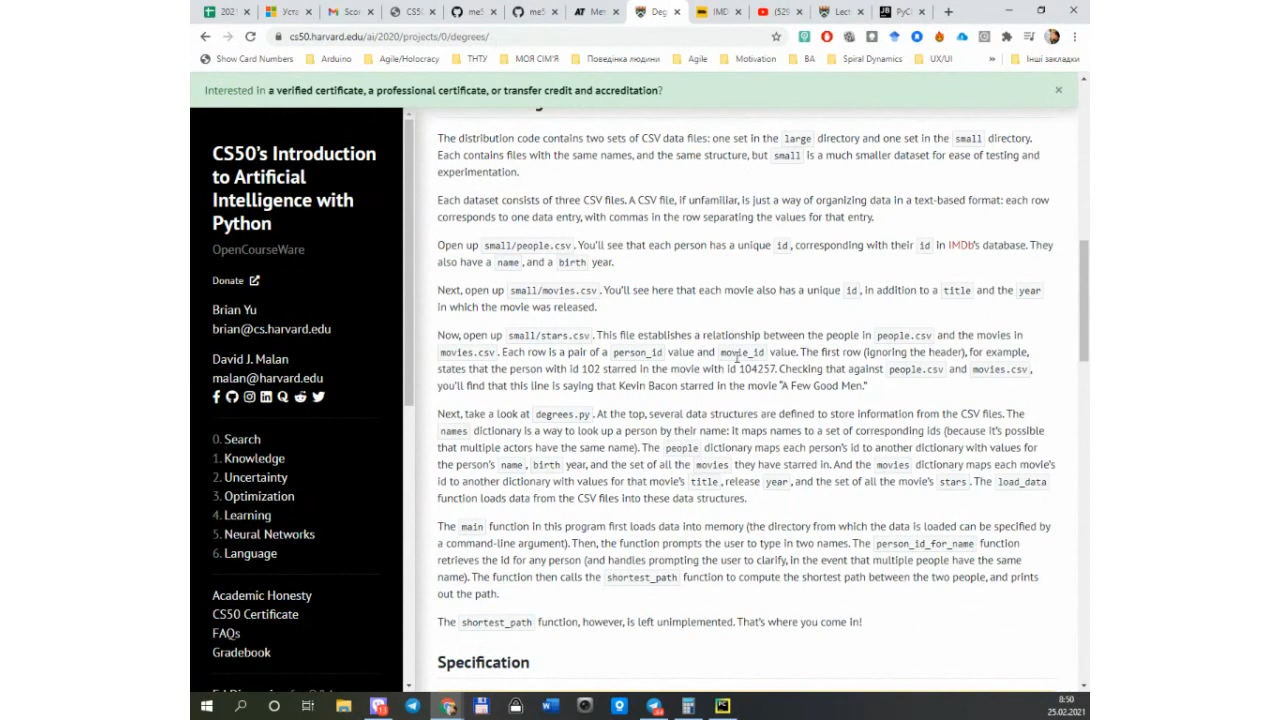 202
Уста
Scor
CS50
me5
me5
Me
Deg
IMD
(529
Lect
PyC
cs50.harvard.edu/ai/2020/projects/0/degrees/
Show Card Numbers
Arduino
Agile/Holocracy
ТНТУ
МОЯ СІМ'Я
Поведінка людини
Agile
Motivation
BA
Spiral Dynamics
UX/UI
»
Інші закладки
Interested in a verified certificate, a professional certificate, or transfer credit and accreditation?
CS50's Introduction
to Artificial
Intelligence with
Python
OpenCourseWare
Donate
Brian Yu
brian@cs.harvard.edu
David J. Malan
malan@harvard.edu
0. Search
1. Knowledge
2. Uncertainty
3. Optimization
4. Learning
5. Neural Networks
6. Language
Academic Honesty
CS50 Certificate
FAQs
Gradebook
The distribution code contains two sets of CSV data files: one set in the large directory and one set in the small directory.
Each contains files with the same names, and the same structure, but small is a much smaller dataset for ease of testing and
experimentation.
Each dataset consists of three CSV files. A CSV file, if unfamiliar, is just a way of organizing data in a text-based format: each row
corresponds to one data entry, with commas in the row separating the values for that entry.
Open up small/people.csv. You'll see that each person has a unique id, corresponding with their id in IMDb's database. They
also have a name, and a birth year.
Next, open up small/movies.csv. You'll see here that each movie also has a unique id, in addition to a title and the year
in which the movie was released.
Now, open up small/stars.csv. This file establishes a relationship between the people in people.csv and the movies in
movies.csv. Each row is a pair of a person_id value and movie_id value. The first row (ignoring the header), for example,
states that the person with id 102 starred in the movie with id 104257. Checking that against people.csv and movies.csv,
you'll find that this line is saying that Kevin Bacon starred in the movie "A Few Good Men."
Next, take a look at degrees.py. At the top, several data structures are defined to store information from the CSV files. The
names dictionary is a way to look up a person by their name: it maps names to a set of corresponding ids (because it's possible
that multiple actors have the same name). The people dictionary maps each person's id to another dictionary with values for
the person's name, birth year, and the set of all the movies they have starred in. And the movies dictionary maps each movie's
id to another dictionary with values for that movie's title, release year, and the set of all the movie's stars. The load_data
function loads data from the CSV files into these data structures.
The main function in this program first loads data into memory (the directory from which the data is loaded can be specified by
a command-line argument). Then, the function prompts the user to type in two names. The person_id_for_name function
retrieves the id for any person (and handles prompting the user to clarify, in the event that multiple people have the same
name). The function then calls the shortest_path function to compute the shortest path between the two people, and prints
out the path.
The shortest_path function, however, is left unimplemented. That's where you come in!
Specification
8:50
25.02.2021